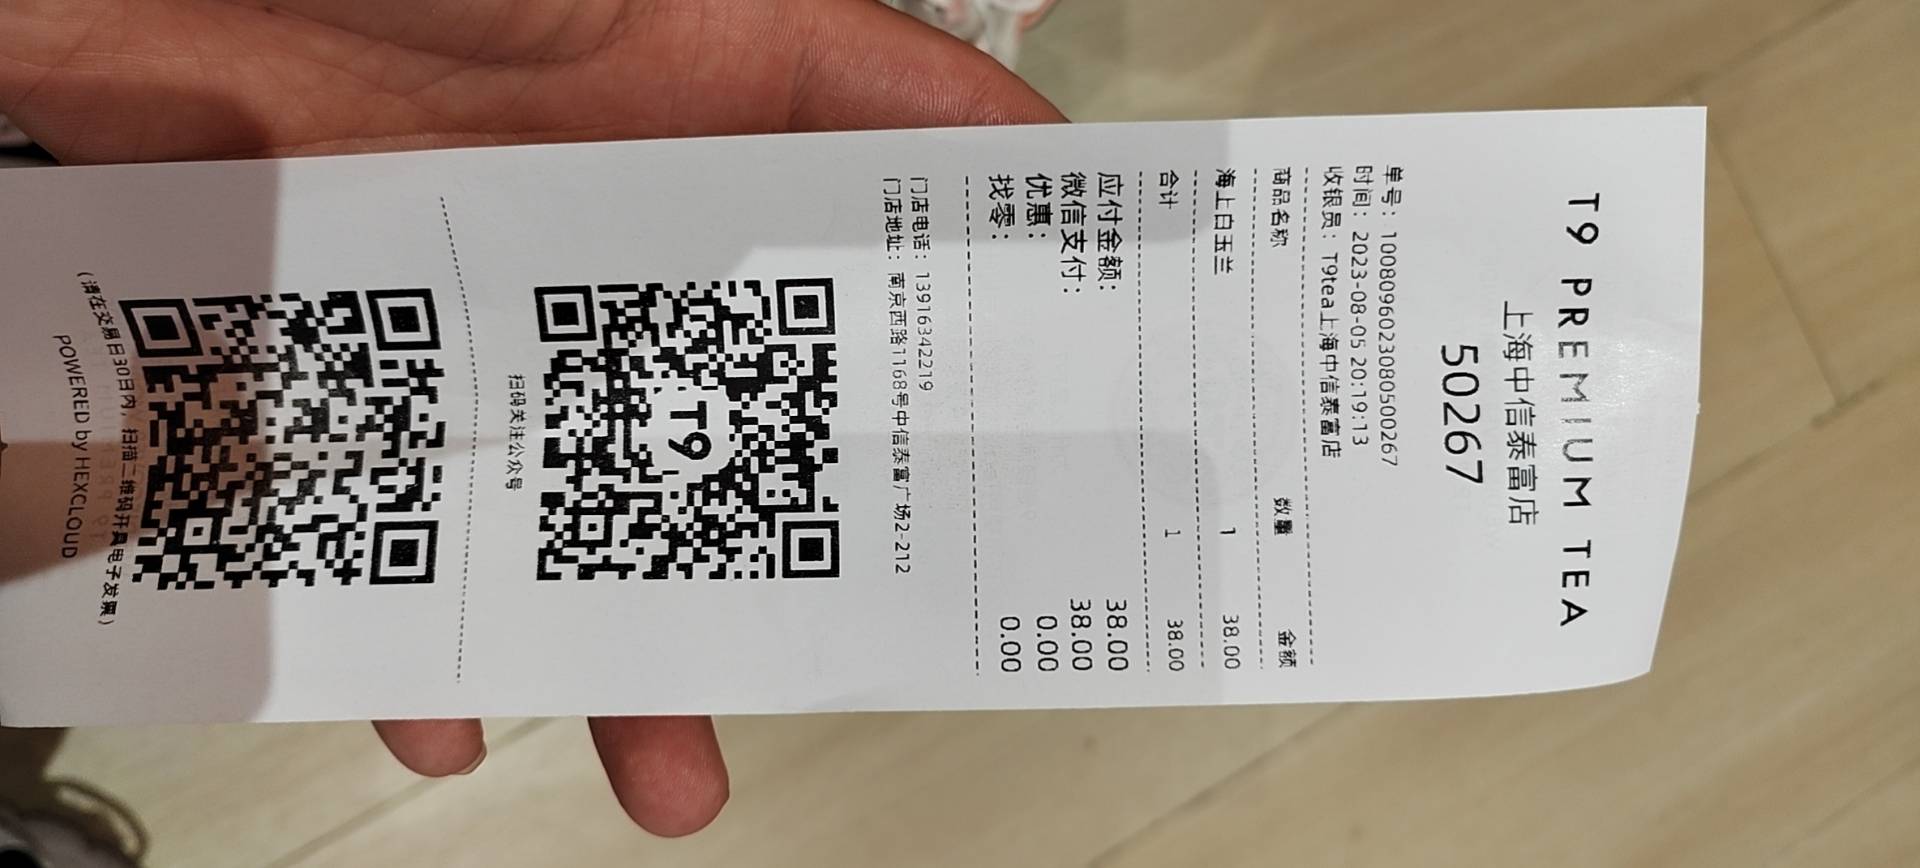 T9 PREMIUM TEA
上海中信泰富店
50267
单号：1008096023080500267
时间：2023-08-05 20:19:13
收银员：T9tea上海中信泰富店
商品名称 数量 金额
海上白玉兰 1 38.00
合计 1 38.00
应付金额： 38.00
微信支付： 38.00
优惠： 0.00
找零： 0.00
门店电话：13916342219
门店地址：南京西路1168号中信泰富广场2-212
T9
扫码关注公众号
(请在交易日30日内，扫描二维码开具电子发票)
POWERED by HEXCLOUD